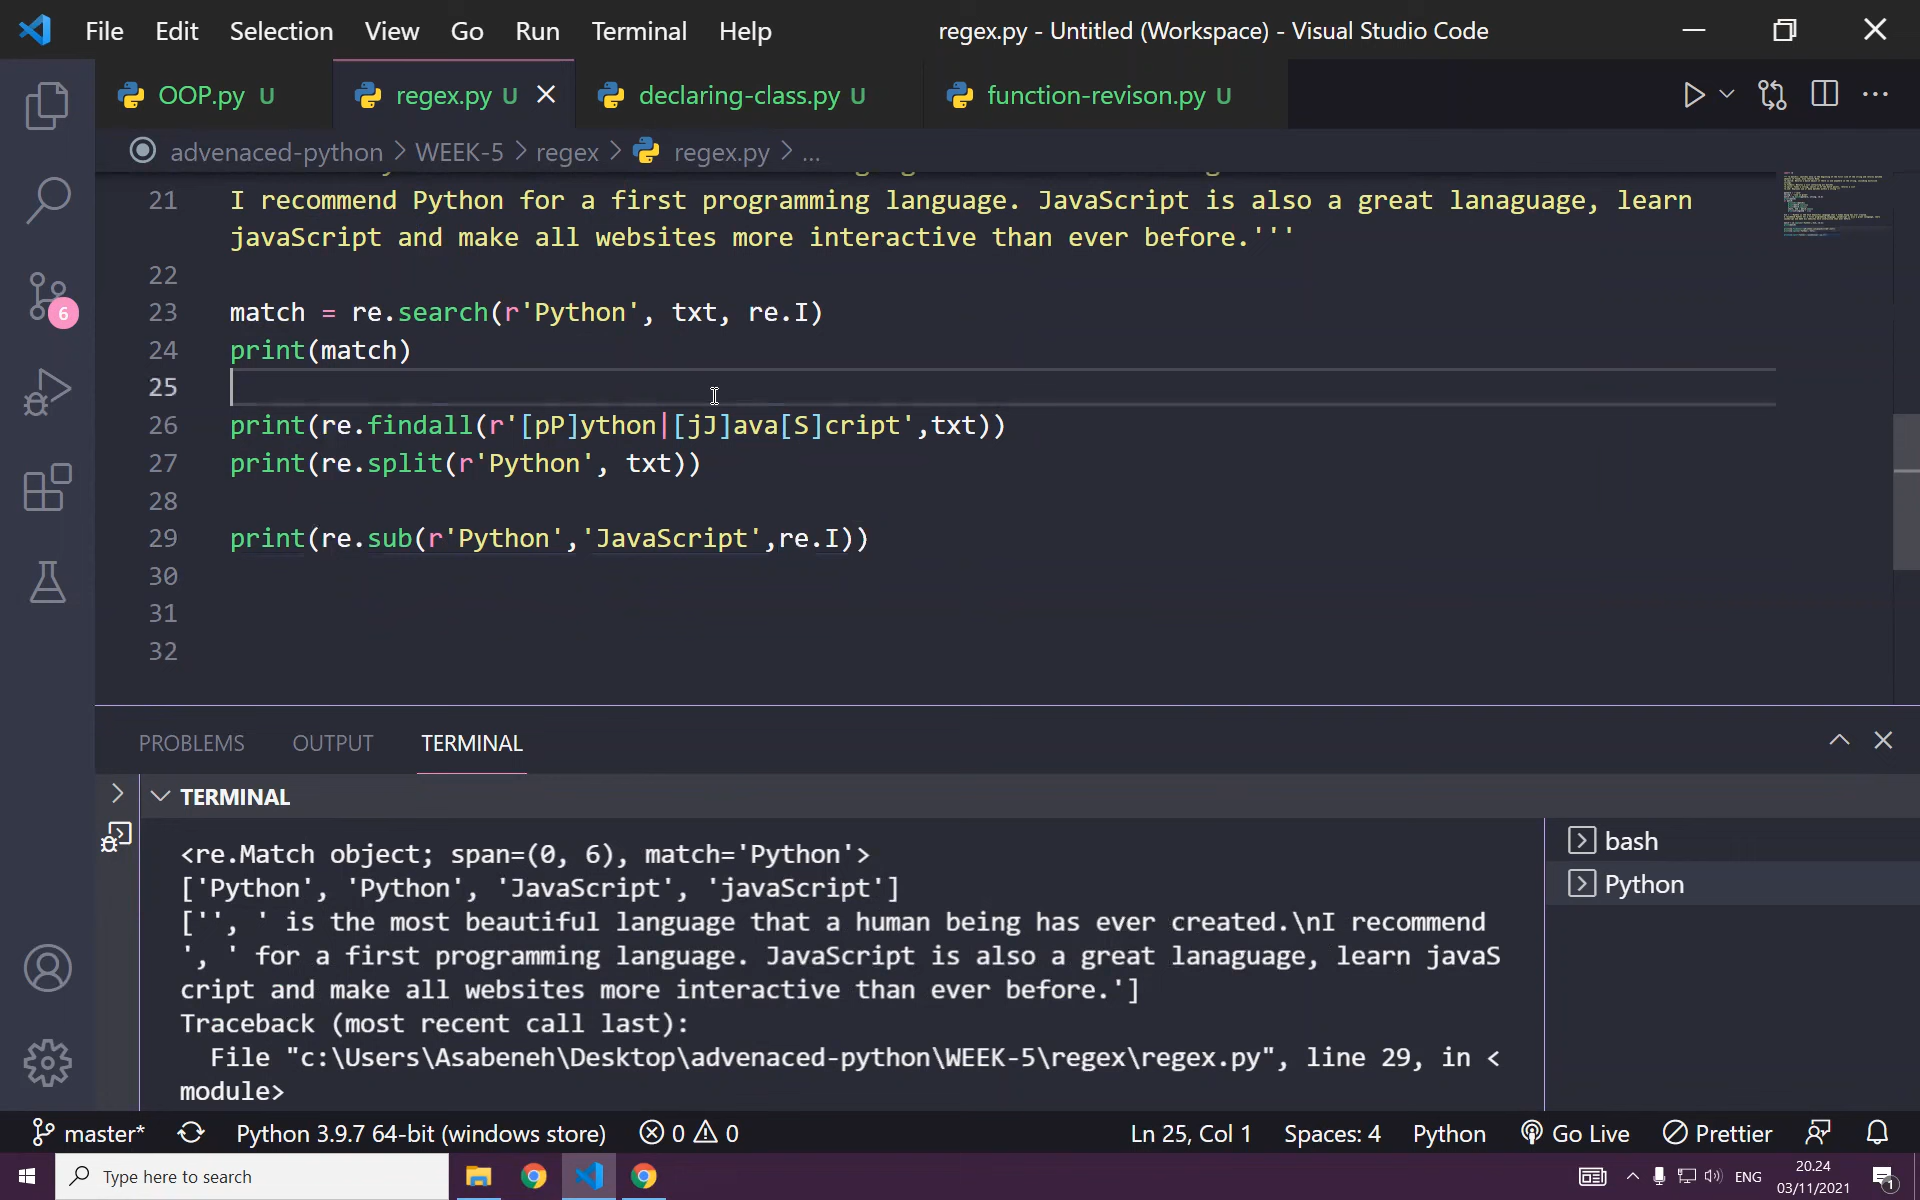 File Edit Selection View Go Run Terminal Help regex.py - Untitled (Workspace) - Visual Studio Code
OOP.py U regex.py U declaring-class.py U function-revison.py U
advenaced-python > WEEK-5 > regex > regex.py > ...
21 I recommend Python for a first programming language. JavaScript is also a great lanaguage, learn
javaScript and make all websites more interactive than ever before.'''
22
23 match = re.search(r'Python', txt, re.I)
24 print(match)
25
26 print(re.findall(r'[pP]ython|[jJ]ava[S]cript',txt))
27 print(re.split(r'Python', txt))
28
29 print(re.sub(r'Python','JavaScript',re.I))
30
31
32
6
PROBLEMS OUTPUT TERMINAL
TERMINAL
<re.Match object; span=(0, 6), match='Python'>
['Python', 'Python', 'JavaScript', 'javaScript']
['', ' is the most beautiful language that a human being has ever created.\nI recommend
', ' for a first programming language. JavaScript is also a great lanaguage, learn javaS
cript and make all websites more interactive than ever before.']
Traceback (most recent call last):
File "c:\Users\Asabeneh\Desktop\advenaced-python\WEEK-5\regex\regex.py", line 29, in <
module>
bash
Python
master* Python 3.9.7 64-bit (windows store) 0 0 Ln 25, Col 1 Spaces: 4 Python Go Live Prettier
Type here to search ENG 20.24
03/11/2021 1